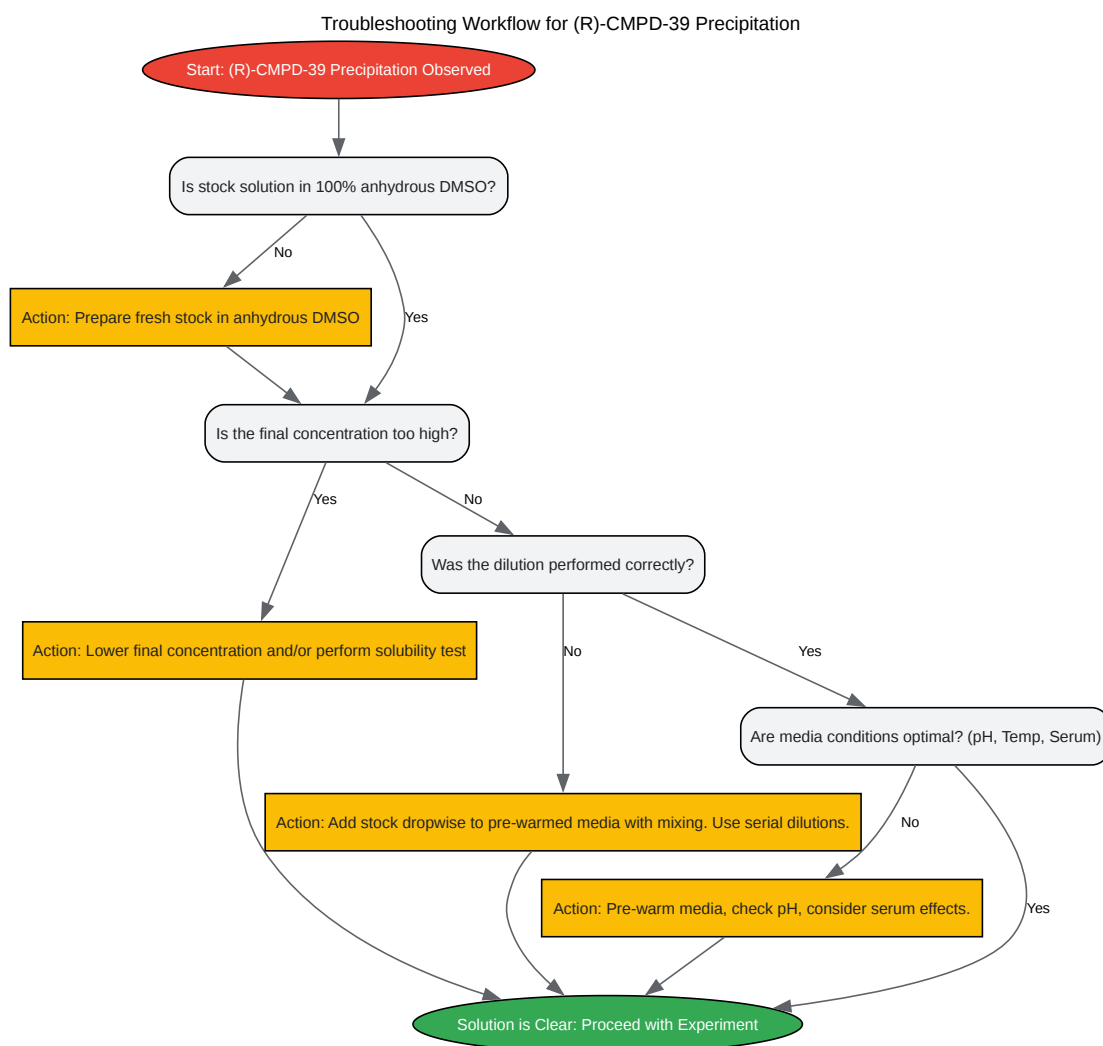 Troubleshooting Workflow for (R)-CMPD-39 Precipitation
Start: (R)-CMPD-39 Precipitation Observed
Is stock solution in 100% anhydrous DMSO?
No
Action: Prepare fresh stock in anhydrous DMSO
Yes
Is the final concentration too high?
Yes
No
Was the dilution performed correctly?
Action: Lower final concentration and/or perform solubility test
No
Yes
Are media conditions optimal? (pH, Temp, Serum)
Action: Add stock dropwise to pre-warmed media with mixing. Use serial dilutions.
No
Action: Pre-warm media, check pH, consider serum effects.
Yes
Solution is Clear: Proceed with Experiment